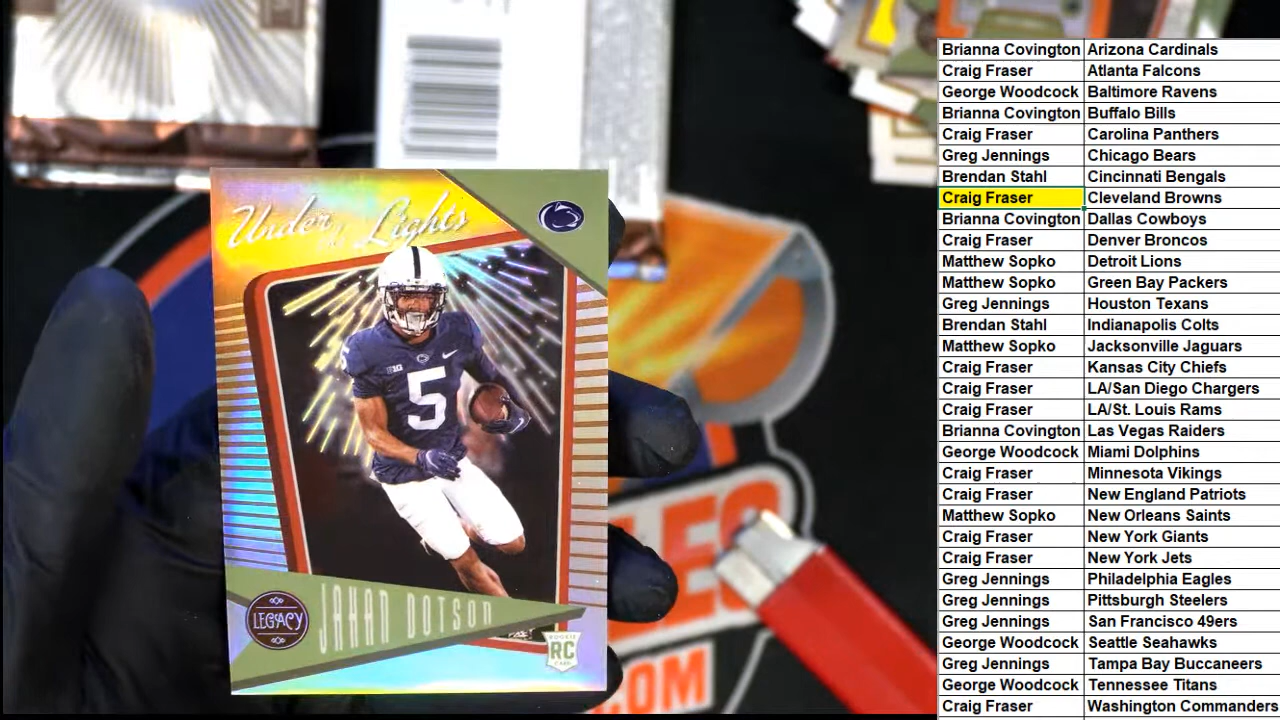 Under the Lights
5
B1G
LEGACY
JAHAN DOTSON
ROOKIE
RC
CARD
.COM
Brianna Covington Arizona Cardinals
Craig Fraser Atlanta Falcons
George Woodcock Baltimore Ravens
Brianna Covington Buffalo Bills
Craig Fraser Carolina Panthers
Greg Jennings Chicago Bears
Brendan Stahl Cincinnati Bengals
Craig Fraser Cleveland Browns
Brianna Covington Dallas Cowboys
Craig Fraser Denver Broncos
Matthew Sopko Detroit Lions
Matthew Sopko Green Bay Packers
Greg Jennings Houston Texans
Brendan Stahl Indianapolis Colts
Matthew Sopko Jacksonville Jaguars
Craig Fraser Kansas City Chiefs
Craig Fraser LA/San Diego Chargers
Craig Fraser LA/St. Louis Rams
Brianna Covington Las Vegas Raiders
George Woodcock Miami Dolphins
Craig Fraser Minnesota Vikings
Craig Fraser New England Patriots
Matthew Sopko New Orleans Saints
Craig Fraser New York Giants
Craig Fraser New York Jets
Greg Jennings Philadelphia Eagles
Greg Jennings Pittsburgh Steelers
Greg Jennings San Francisco 49ers
George Woodcock Seattle Seahawks
Greg Jennings Tampa Bay Buccaneers
George Woodcock Tennessee Titans
Craig Fraser Washington Commanders